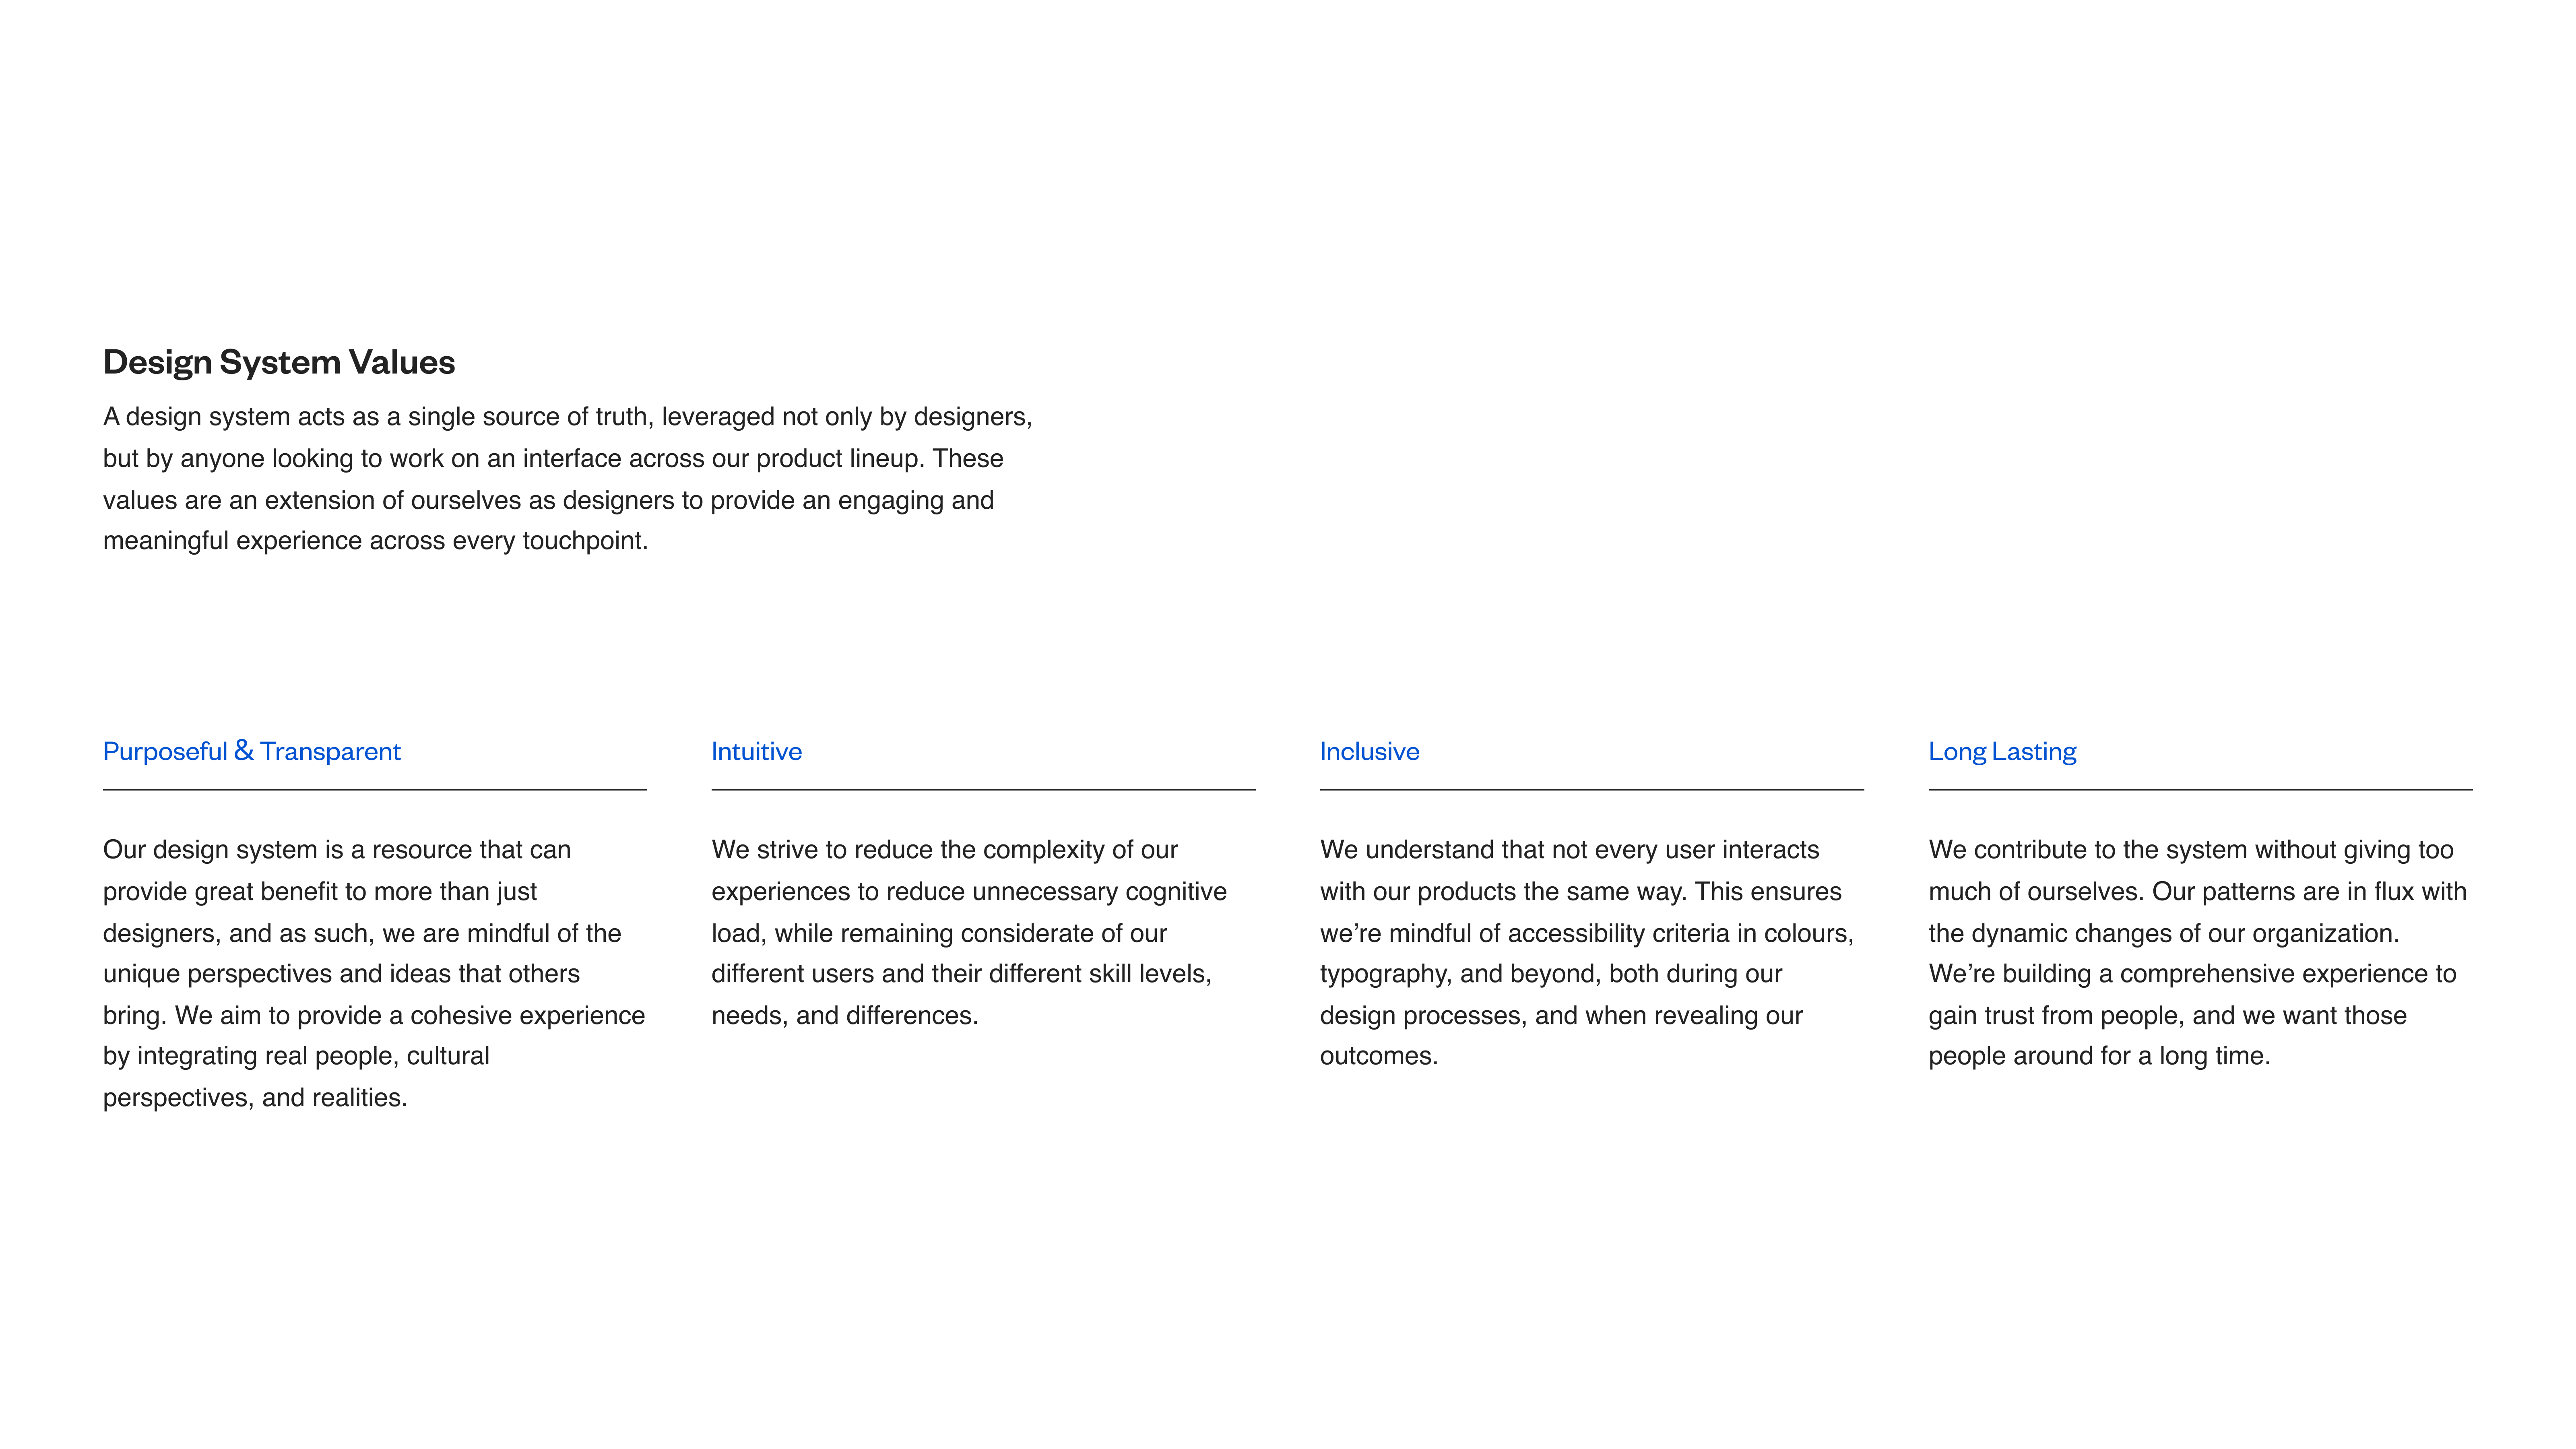 Design System Values
A design system acts as a single source of truth, leveraged not only by designers,
but by anyone looking to work on an interface across our product lineup. These
values are an extension of ourselves as designers to provide an engaging and
meaningful experience across every touchpoint.
Purposeful & Transparent
Our design system is a resource that can
provide great benefit to more than just
designers, and as such, we are mindful of the
unique perspectives and ideas that others
bring. We aim to provide a cohesive experience
by integrating real people, cultural
perspectives, and realities.
Intuitive
We strive to reduce the complexity of our
experiences to reduce unnecessary cognitive
load, while remaining considerate of our
different users and their different skill levels,
needs, and differences.
Inclusive
We understand that not every user interacts
with our products the same way. This ensures
we’re mindful of accessibility criteria in colours,
typography, and beyond, both during our
design processes, and when revealing our
outcomes.
Long Lasting
We contribute to the system without giving too
much of ourselves. Our patterns are in flux with
the dynamic changes of our organization.
We’re building a comprehensive experience to
gain trust from people, and we want those
people around for a long time.